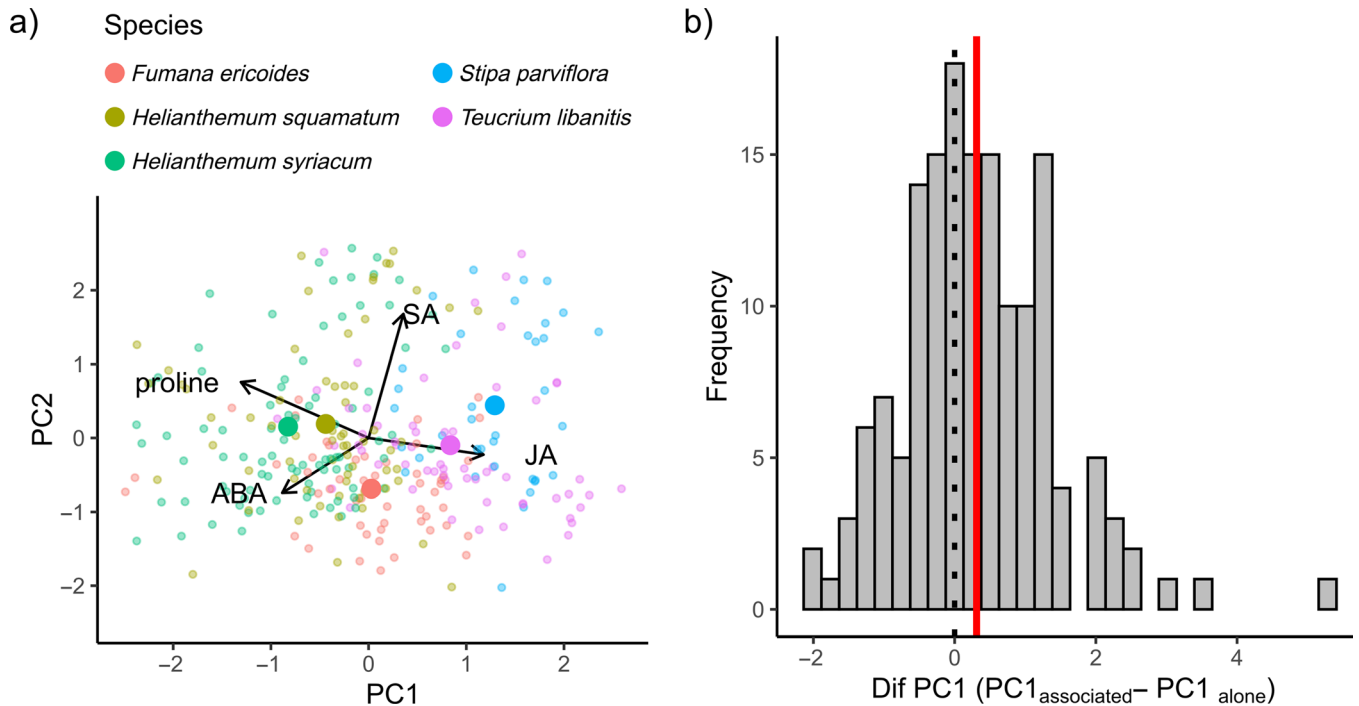 a)
Species
Fumana ericoides
Stipa parviflora
Helianthemum squamatum
Teucrium libanitis
Helianthemum syriacum
PC2
2
1
0
−1
−2
SA
proline
JA
ABA
−2
−1
0
1
2
PC1
b)
Frequency
15
10
5
0
−2
0
2
4
Dif PC1 (PC1associated− PC1 alone)